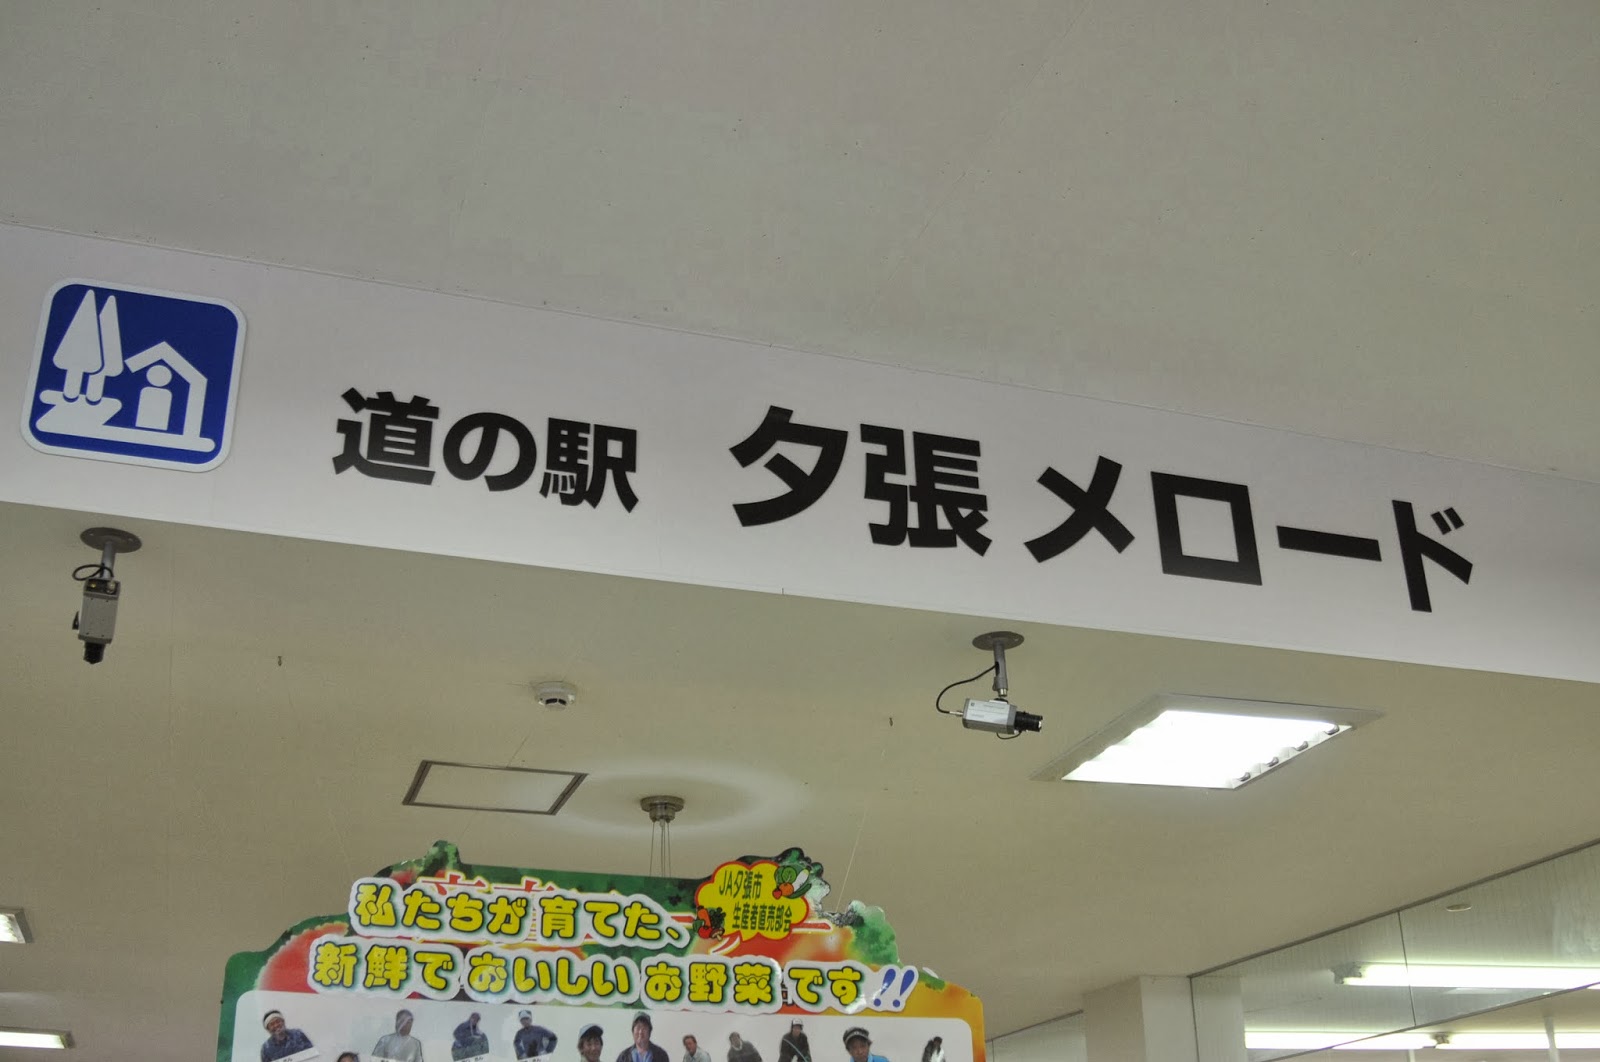 道の駅 夕張メロード
JA夕張市
生産者直売部会
私たちが育てた、
新鮮でおいしいお野菜です!!